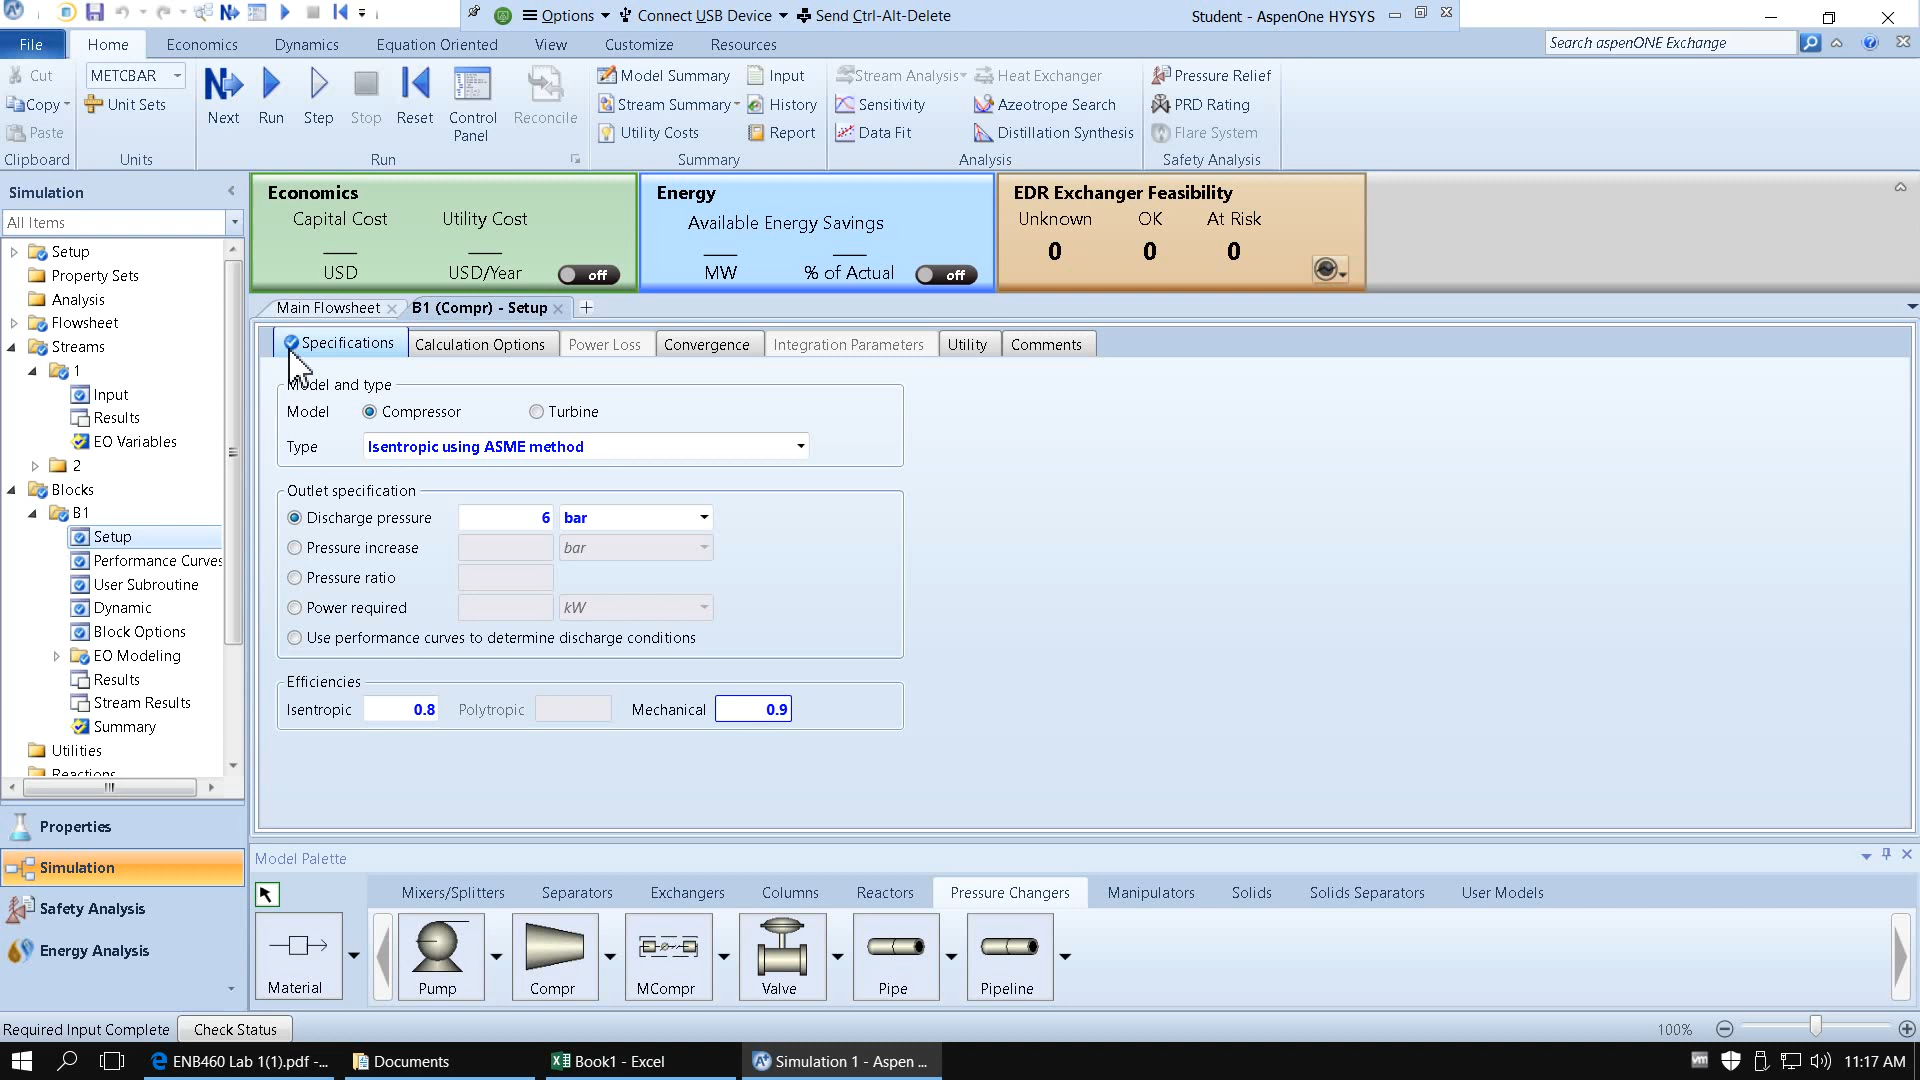 Options Connect USB Device Send Ctrl-Alt-Delete Student - AspenOne HYSYS
File Home Economics Dynamics Equation Oriented View Customize Resources Search aspenONE Exchange
Cut METCBAR Model Summary Input Stream Analysis Heat Exchanger Pressure Relief
Copy Unit Sets Stream Summary History Sensitivity Azeotrope Search PRD Rating
Next Run Step Stop Reset Control Panel Reconcile
Paste Utility Costs Report Data Fit Distillation Synthesis Flare System
Clipboard Units Run Summary Analysis Safety Analysis
Simulation
All Items
Setup
Property Sets
Analysis
Flowsheet
Streams
1
Input
Results
EO Variables
2
Blocks
B1
Setup
Performance Curves
User Subroutine
Dynamic
Block Options
EO Modeling
Results
Stream Results
Summary
Utilities
Reactions
Properties
Simulation
Safety Analysis
Energy Analysis
Economics
Capital Cost Utility Cost
USD USD/Year off
Energy
Available Energy Savings
MW % of Actual off
EDR Exchanger Feasibility
Unknown OK At Risk
0 0 0
Main Flowsheet B1 (Compr) - Setup
Specifications Calculation Options Power Loss Convergence Integration Parameters Utility Comments
Model and type
Model Compressor Turbine
Type Isentropic using ASME method
Outlet specification
Discharge pressure 6 bar
Pressure increase bar
Pressure ratio
Power required kW
Use performance curves to determine discharge conditions
Efficiencies
Isentropic 0.8 Polytropic Mechanical 0.9
Model Palette
Mixers/Splitters Separators Exchangers Columns Reactors Pressure Changers Manipulators Solids Solids Separators User Models
Material Pump Compr MCompr Valve Pipe Pipeline
Required Input Complete Check Status 100%
ENB460 Lab 1(1).pdf -... Documents Book1 - Excel Simulation 1 - Aspen ... vm 11:17 AM